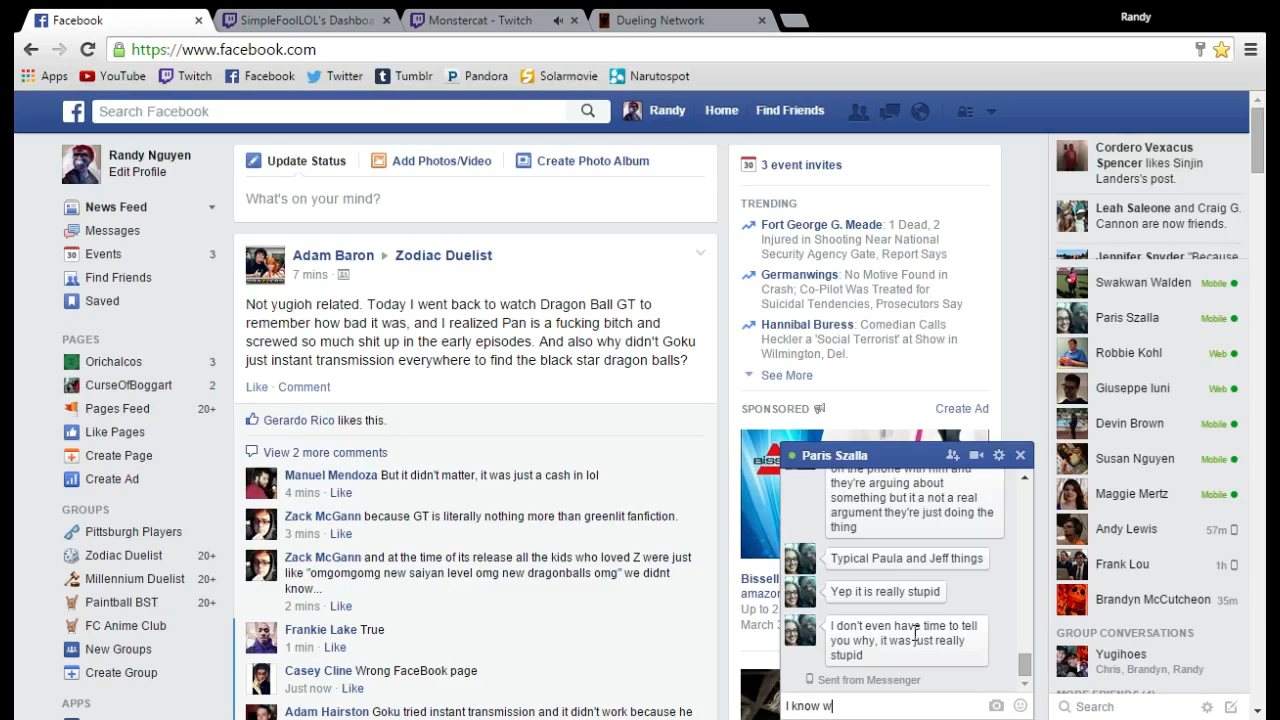 Randy
Facebook
SimpleFoolLOL's Dashboa
Monstercat - Twitch
Dueling Network
https://www.facebook.com
Apps
YouTube
Twitch
Facebook
Twitter
Tumblr
Pandora
Solarmovie
Narutospot
Search Facebook
Randy
Home
Find Friends
Randy Nguyen
Edit Profile
News Feed
Messages
Events 3
Find Friends
Saved
PAGES
Orichalcos 2
CurseOfBoggart 2
Pages Feed 20+
Like Pages
Create Page
Create Ad
GROUPS
Pittsburgh Players
Zodiac Duelist 20+
Millennium Duelist 20+
Paintball BST 20+
FC Anime Club
New Groups
Create Group
APPS
Update Status
Add Photos/Video
Create Photo Album
What's on your mind?
Adam Baron Zodiac Duelist
7 mins ·
Not yugioh related. Today I went back to watch Dragon Ball GT to
remember how bad it was, and I realized Pan is a fucking bitch and
screwed so much shit up in the early episodes. And also why didn't Goku
just instant transmission everywhere to find the black star dragon balls?
Like · Comment
Gerardo Rico likes this.
View 2 more comments
Manuel Mendoza But it didn't matter, it was just a cash in lol
4 mins · Like
Zack McGann because GT is literally nothing more than greenlit fanfiction.
3 mins · Like
Zack McGann and at the time of its release all the kids who loved Z were just
like "omgomgomg new saiyan level omg new dragonballs omg" we didnt
know...
2 mins · Like
Frankie Lake True
1 min · Like
Casey Cline Wrong FaceBook page
Just now · Like
Adam Hairston Goku tried instant transmission and it didn't work because he
30 3 event invites
TRENDING
Fort George G. Meade: 1 Dead, 2
Injured in Shooting Near National
Security Agency Gate, Report Says
Germanwings: No Motive Found in
Crash; Co-Pilot Was Treated for
Suicidal Tendencies, Prosecutors Say
Hannibal Buress: Comedian Calls
Heckler a 'Social Terrorist' at Show in
Wilmington, Del.
See More
SPONSORED
Create Ad
Bissell
amazon
Up to 2
March 3
Paris Szalla
on the phone with him and
they're arguing about
something but it a not a real
argument they're just doing the
thing
Typical Paula and Jeff things
Yep it is really stupid
I don't even have time to tell
you why, it was just really
stupid
Sent from Messenger
I know w
Cordero Vexacus
Spencer likes Sinjin
Landers's post.
Leah Saleone and Craig G.
Cannon are now friends.
Jennifer Snyder "Because
Swakwan Walden Mobile
Paris Szalla Mobile
Robbie Kohl Web
Giuseppe Iuni Web
Devin Brown Mobile
Susan Nguyen Mobile
Maggie Mertz Mobile
Andy Lewis 57m
Frank Lou 1h
Brandyn McCutcheon 35m
GROUP CONVERSATIONS
Yugihoes
Chris, Brandyn, Randy
MORE FRIENDS (4)
Search